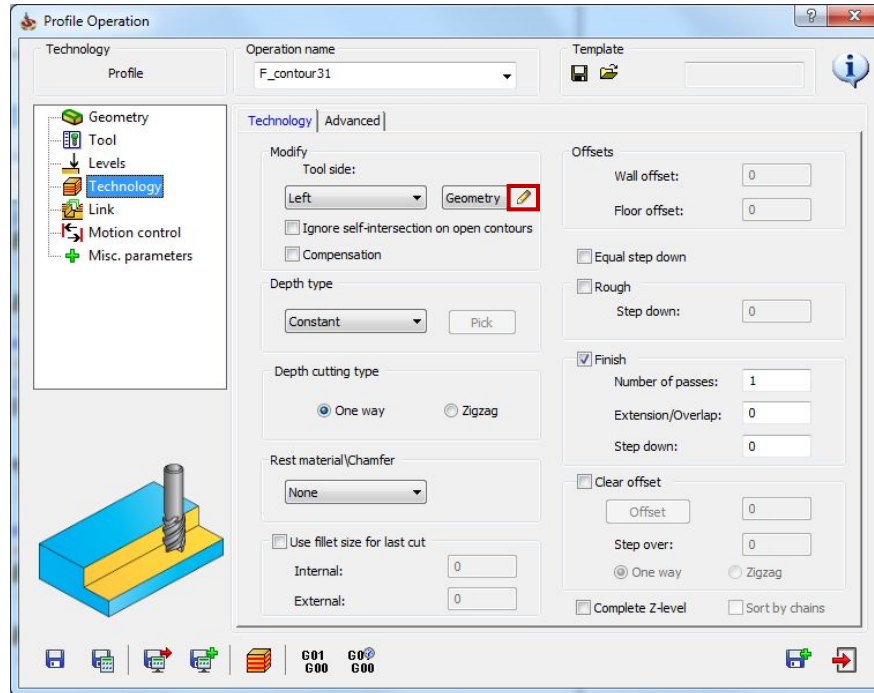 Profile Operation
Technology
Profile
Operation name
F_contour31
Template
Geometry
Tool
Levels
Technology
Link
Motion control
Misc. parameters
Technology
Advanced
Modify
Tool side:
Left
Geometry
Ignore self-intersection on open contours
Compensation
Depth type
Constant
Pick
Depth cutting type
One way
Zigzag
Rest material\Chamfer
None
Use fillet size for last cut
Internal:
0
External:
0
Offsets
Wall offset:
0
Floor offset:
0
Equal step down
Rough
Step down:
0
Finish
Number of passes:
1
Extension/Overlap:
0
Step down:
0
Clear offset
Offset
0
Step over:
0
One way
Zigzag
Complete Z-level
Sort by chains
G01
G00
G0
G00